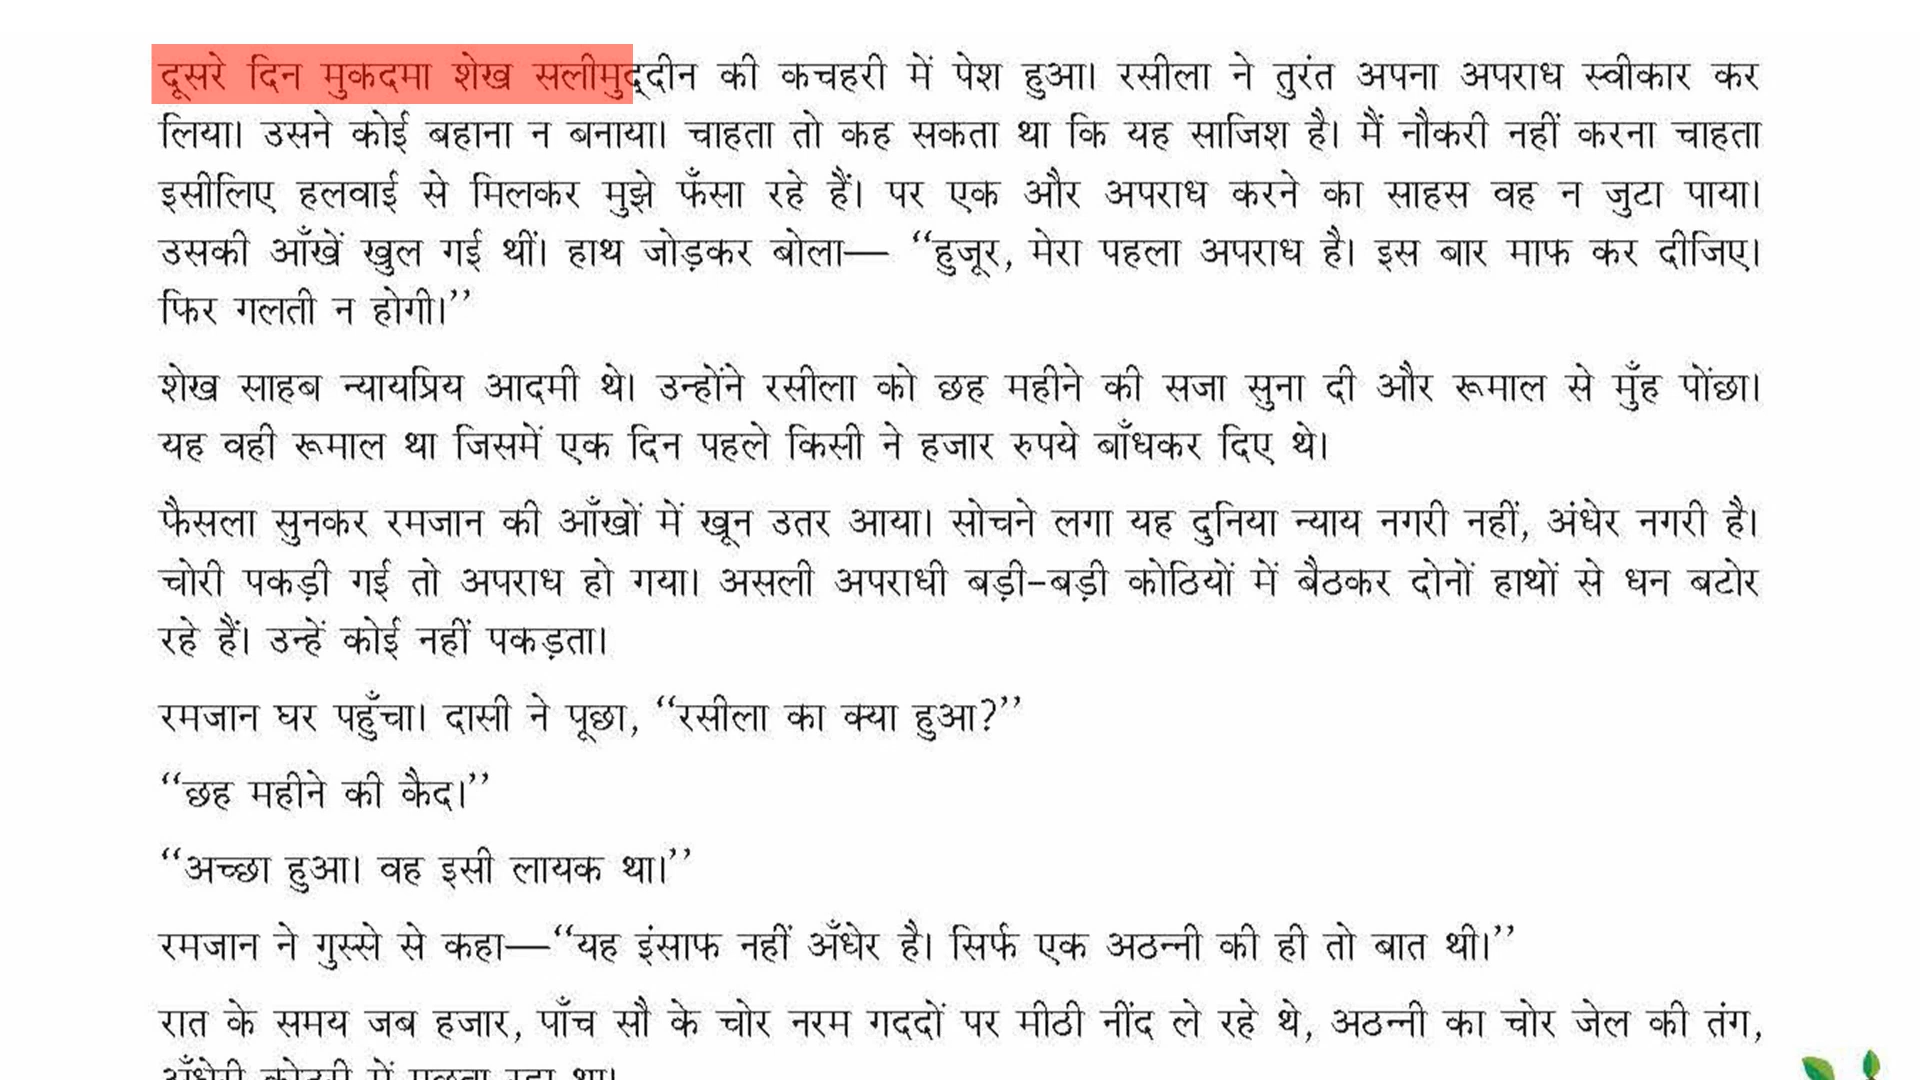 दूसरे दिन मुकदमा शेख सलीमुद्दीन की कचहरी में पेश हुआ। रसीला ने तुरंत अपना अपराध स्वीकार कर
लिया। उसने कोई बहाना न बनाया। चाहता तो कह सकता था कि यह साजिश है। मैं नौकरी नहीं करना चाहता
इसीलिए हलवाई से मिलकर मुझे फँसा रहे हैं। पर एक और अपराध करने का साहस वह न जुटा पाया।
उसकी आँखें खुल गई थीं। हाथ जोड़कर बोला— “हुजूर, मेरा पहला अपराध है। इस बार माफ कर दीजिए।
फिर गलती न होगी।”
शेख साहब न्यायप्रिय आदमी थे। उन्होंने रसीला को छह महीने की सजा सुना दी और रूमाल से मुँह पोंछा।
यह वही रूमाल था जिसमें एक दिन पहले किसी ने हजार रुपये बाँधकर दिए थे।
फैसला सुनकर रमजान की आँखों में खून उतर आया। सोचने लगा यह दुनिया न्याय नगरी नहीं, अंधेर नगरी है।
चोरी पकड़ी गई तो अपराध हो गया। असली अपराधी बड़ी-बड़ी कोठियों में बैठकर दोनों हाथों से धन बटोर
रहे हैं। उन्हें कोई नहीं पकड़ता।
रमजान घर पहुँचा। दासी ने पूछा, “रसीला का क्या हुआ?”
“छह महीने की कैद।”
“अच्छा हुआ। वह इसी लायक था।”
रमजान ने गुस्से से कहा—“यह इंसाफ नहीं अँधेर है। सिर्फ एक अठन्नी की ही तो बात थी।”
रात के समय जब हजार, पाँच सौ के चोर नरम गददों पर मीठी नींद ले रहे थे, अठन्नी का चोर जेल की तंग,
अँधेरी कोठरी में था।